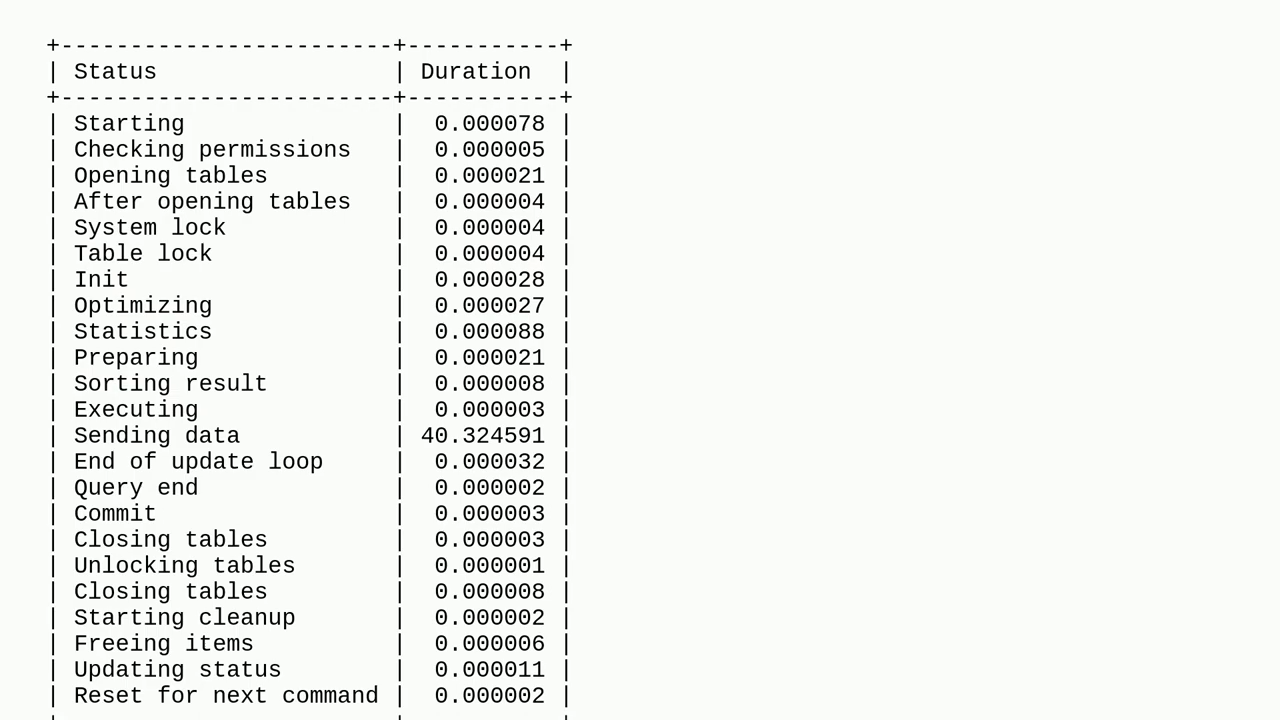 +------------------------+-----------+
| Status                 | Duration  |
+------------------------+-----------+
| Starting               |  0.000078 |
| Checking permissions   |  0.000005 |
| Opening tables         |  0.000021 |
| After opening tables   |  0.000004 |
| System lock            |  0.000004 |
| Table lock             |  0.000004 |
| Init                   |  0.000028 |
| Optimizing             |  0.000027 |
| Statistics             |  0.000088 |
| Preparing              |  0.000021 |
| Sorting result         |  0.000008 |
| Executing              |  0.000003 |
| Sending data           | 40.324591 |
| End of update loop     |  0.000032 |
| Query end              |  0.000002 |
| Commit                 |  0.000003 |
| Closing tables         |  0.000003 |
| Unlocking tables       |  0.000001 |
| Closing tables         |  0.000008 |
| Starting cleanup       |  0.000002 |
| Freeing items          |  0.000006 |
| Updating status        |  0.000011 |
| Reset for next command |  0.000002 |